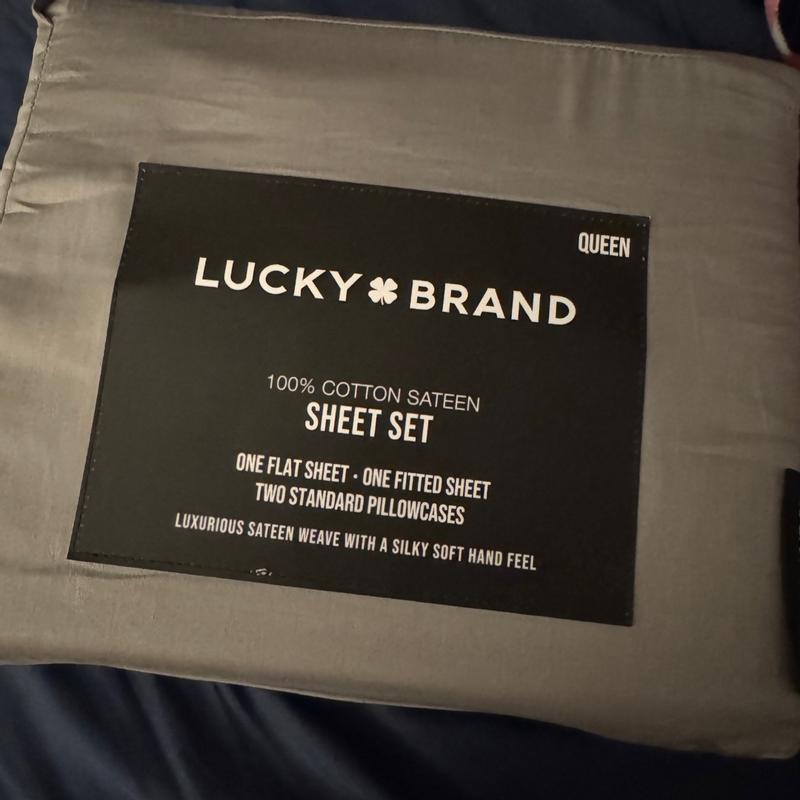 QUEEN
LUCKY BRAND
100% COTTON SATEEN
SHEET SET
ONE FLAT SHEET · ONE FITTED SHEET
TWO STANDARD PILLOWCASES
LUXURIOUS SATEEN WEAVE WITH A SILKY SOFT HAND FEEL